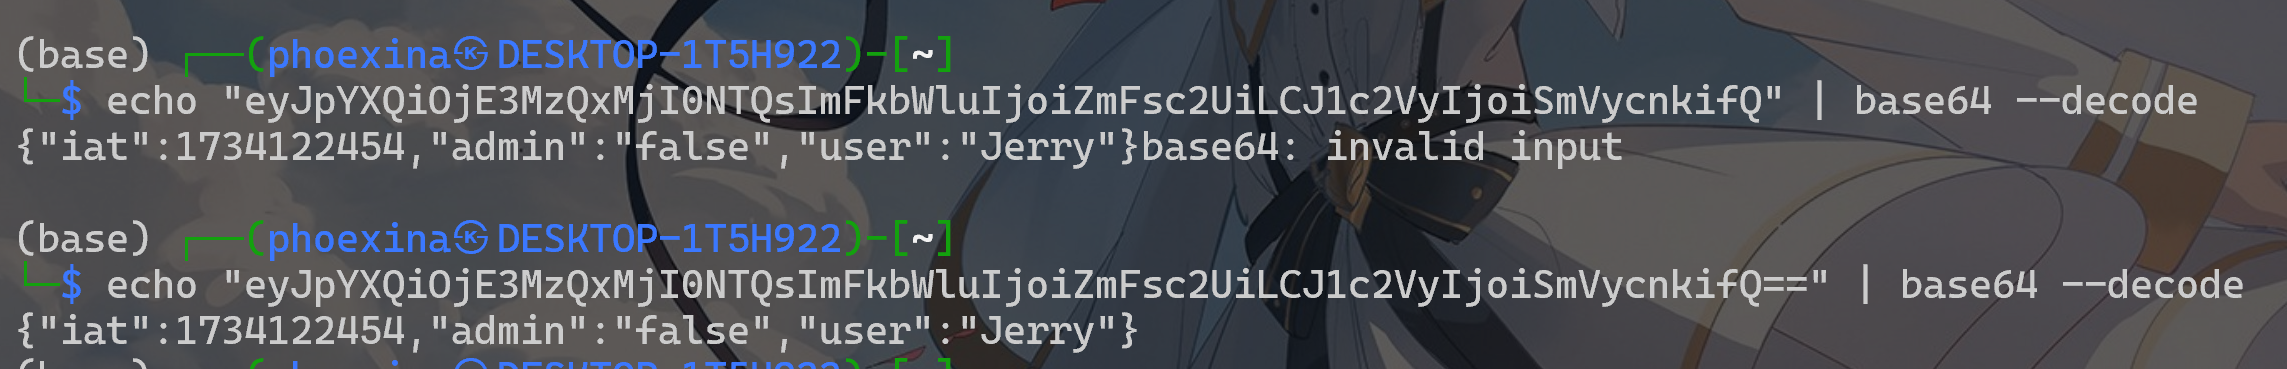 (base) ┌──(phoexina㉿DESKTOP-1T5H922)-[~]
└─$ echo "eyJpYXQiOjE3MzQxMjI0NTQsImFkbWluIjoiZmFsc2UiLCJ1c2VyIjoiSmVycnkifQ" | base64 --decode
{"iat":1734122454,"admin":"false","user":"Jerry"}base64: invalid input
(base) ┌──(phoexina㉿DESKTOP-1T5H922)-[~]
└─$ echo "eyJpYXQiOjE3MzQxMjI0NTQsImFkbWluIjoiZmFsc2UiLCJ1c2VyIjoiSmVycnkifQ==" | base64 --decode
{"iat":1734122454,"admin":"false","user":"Jerry"}